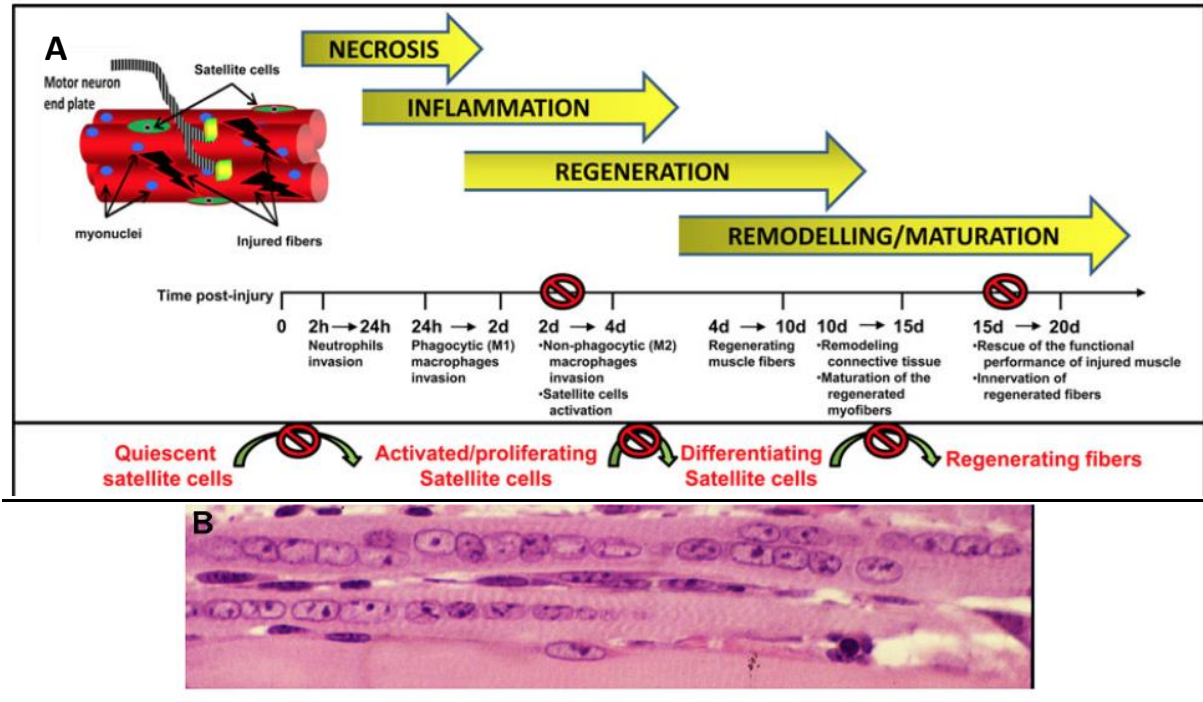 A
Motor neuron
end plate
Satellite cells
myonuclei
Injured fibers
NECROSIS
INFLAMMATION
REGENERATION
REMODELLING/MATURATION
Time post-injury
0
2h → 24h
Neutrophils
invasion
24h → 2d
Phagocytic (M1)
macrophages
invasion
2d → 4d
•Non-phagocytic (M2)
macrophages
invasion
•Satellite cells
activation
4d → 10d
Regenerating
muscle fibers
10d → 15d
•Remodeling
connective tissue
•Maturation of the
regenerated
myofibers
15d → 20d
•Rescue of the functional
performance of injured muscle
•Innervation of
regenerated fibers
Quiescent
satellite cells
Activated/proliferating
Satellite cells
Differentiating
Satellite cells
Regenerating fibers
B